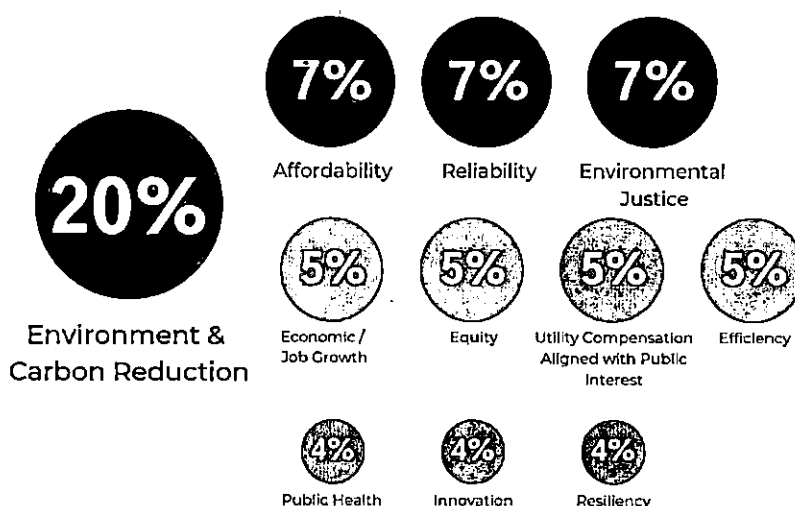 7%
7%
7%
Affordability
Reliability
Environmental
Justice
20%
Environment &
Carbon Reduction
5%
5%
5%
5%
Economic /
Job Growth
Equity
Utility Compensation
Aligned with Public
Interest
Efficiency
4%
4%
4%
Public Health
Innovation
Resiliency